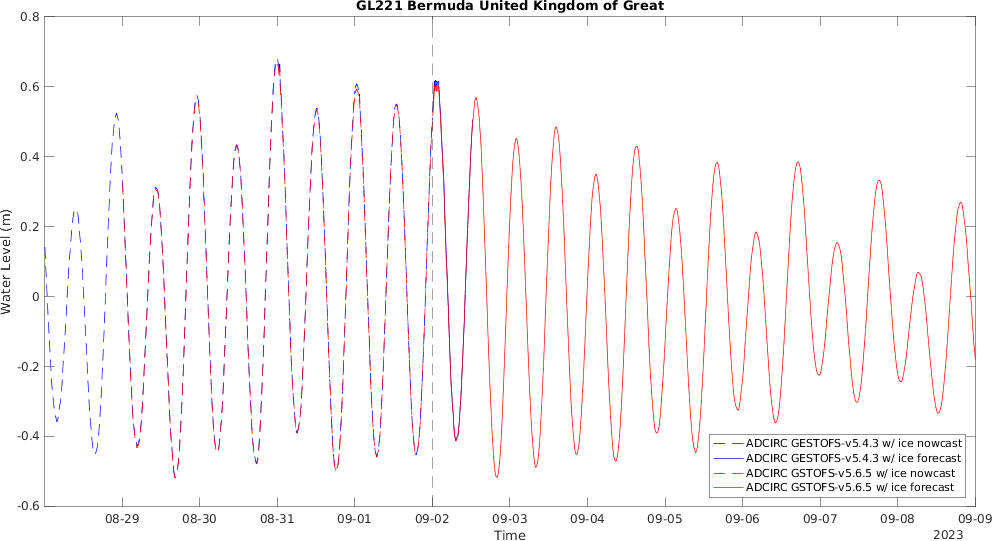 GL221 Bermuda United Kingdom of Great
0.8
0.6
0.4
0.2
0
-0.2
-0.4
-0.6
Water Level (m)
ADCIRC GESTOFS-v5.4.3 w/ ice nowcast
ADCIRC GESTOFS-v5.4.3 w/ ice forecast
ADCIRC GSTOFS-v5.6.5 w/ ice nowcast
ADCIRC GSTOFS-v5.6.5 w/ ice forecast
08-29 08-30 08-31 09-01 09-02 09-03 09-04 09-05 09-06 09-07 09-08 09-09
Time
2023